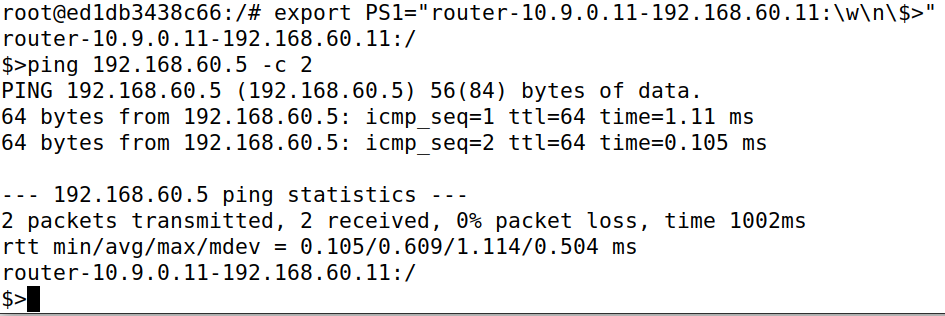 root@ed1db3438c66:/# export PS1="router-10.9.0.11-192.168.60.11:\w\n\$>"
router-10.9.0.11-192.168.60.11:/
$>ping 192.168.60.5 -c 2
PING 192.168.60.5 (192.168.60.5) 56(84) bytes of data.
64 bytes from 192.168.60.5: icmp_seq=1 ttl=64 time=1.11 ms
64 bytes from 192.168.60.5: icmp_seq=2 ttl=64 time=0.105 ms

--- 192.168.60.5 ping statistics ---
2 packets transmitted, 2 received, 0% packet loss, time 1002ms
rtt min/avg/max/mdev = 0.105/0.609/1.114/0.504 ms
router-10.9.0.11-192.168.60.11:/
$>